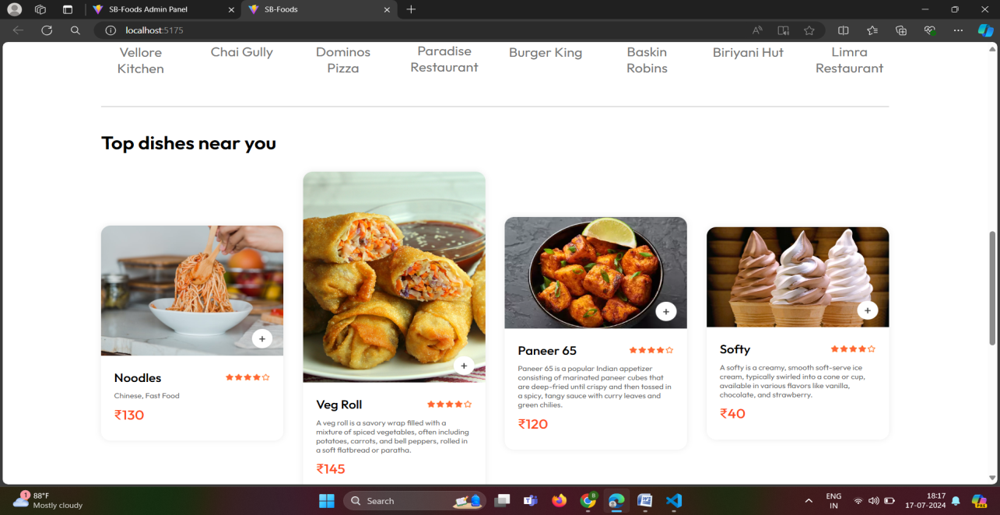 SB-Foods Admin Panel
SB-Foods
localhost:5175
Vellore
Kitchen
Chai Gully
Dominos
Pizza
Paradise
Restaurant
Burger King
Baskin
Robins
Biriyani Hut
Limra
Restaurant
Top dishes near you
Noodles
Chinese, Fast Food
₹130
Veg Roll
A veg roll is a savory wrap filled with a
mixture of spiced vegetables, often including
potatoes, carrots, and bell peppers, rolled in
a soft flatbread or paratha.
₹145
Paneer 65
Paneer 65 is a popular Indian appetizer
consisting of marinated paneer cubes that
are deep-fried until crispy and then tossed in
a spicy, tangy sauce with curry leaves and
green chilies.
₹120
Softy
A softy is a creamy, smooth soft-serve ice
cream, typically swirled into a cone or cup,
available in various flavors like vanilla,
chocolate, and strawberry.
₹40
1
88°F
Mostly cloudy
Search
8
ENG
IN
18:17
17-07-2024
PRE